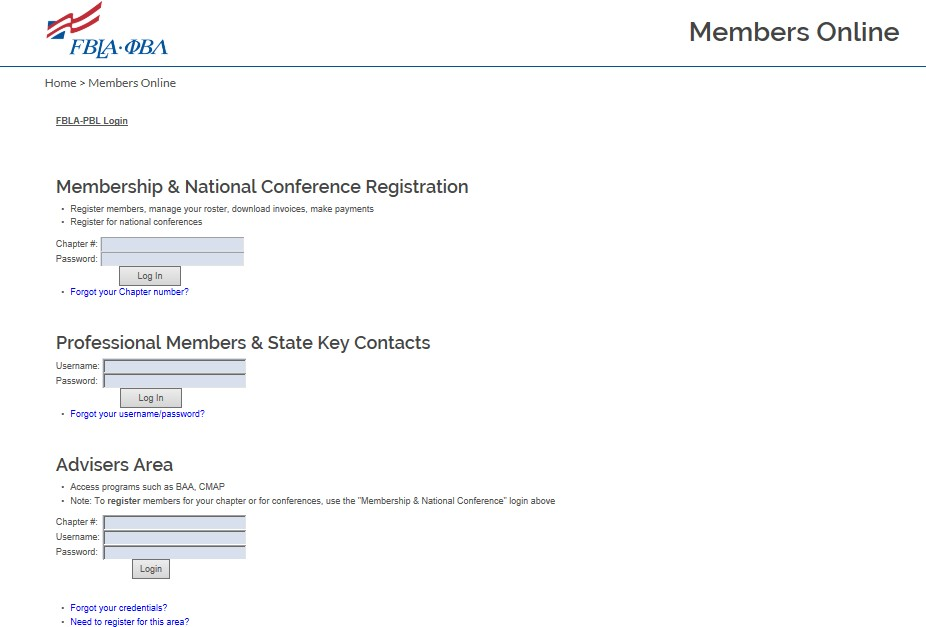 FBLA·ΦBΛ
Members Online
Home > Members Online
FBLA-PBL Login
Membership & National Conference Registration
• Register members, manage your roster, download invoices, make payments
• Register for national conferences
Chapter #:
Password:
Log In
• Forgot your Chapter number?
Professional Members & State Key Contacts
Username:
Password:
Log In
• Forgot your username/password?
Advisers Area
• Access programs such as BAA, CMAP
• Note: To register members for your chapter or for conferences, use the "Membership & National Conference" login above
Chapter #:
Username:
Password:
Login
• Forgot your credentials?
• Need to register for this area?